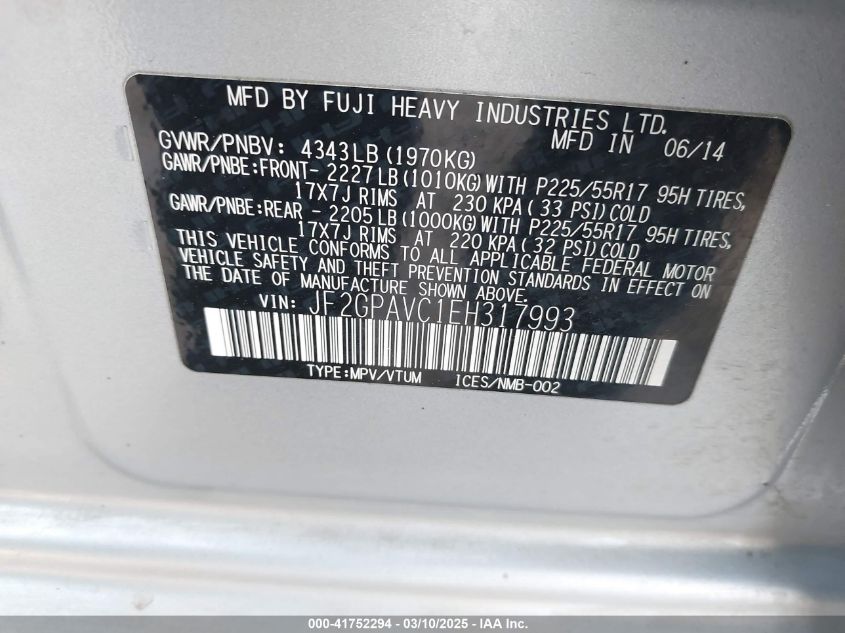 MFD BY FUJI HEAVY INDUSTRIES LTD.
MFD IN 06/14
GVWR/PNBV: 4343LB(1970KG)
GAWR/PNBE:FRONT- 2227LB(1010KG)WITH P225/55R17 95H TIRES,
17X7J RIMS AT 230 KPA(33 PSI)COLD
GAWR/PNBE:REAR - 2205LB(1000KG)WITH P225/55R17 95H TIRES,
17X7J RIMS AT 220 KPA(32 PSI)COLD
THIS VEHICLE CONFORMS TO ALL APPLICABLE FEDERAL MOTOR
VEHICLE SAFETY AND THEFT PREVENTION STANDARDS IN EFFECT ON
THE DATE OF MANUFACTURE SHOWN ABOVE.
VIN: JF2GPAVC1EH317993
TYPE:MPV/VTUM ICES/NMB-002
000-41752294 - 03/10/2025 - IAA Inc.